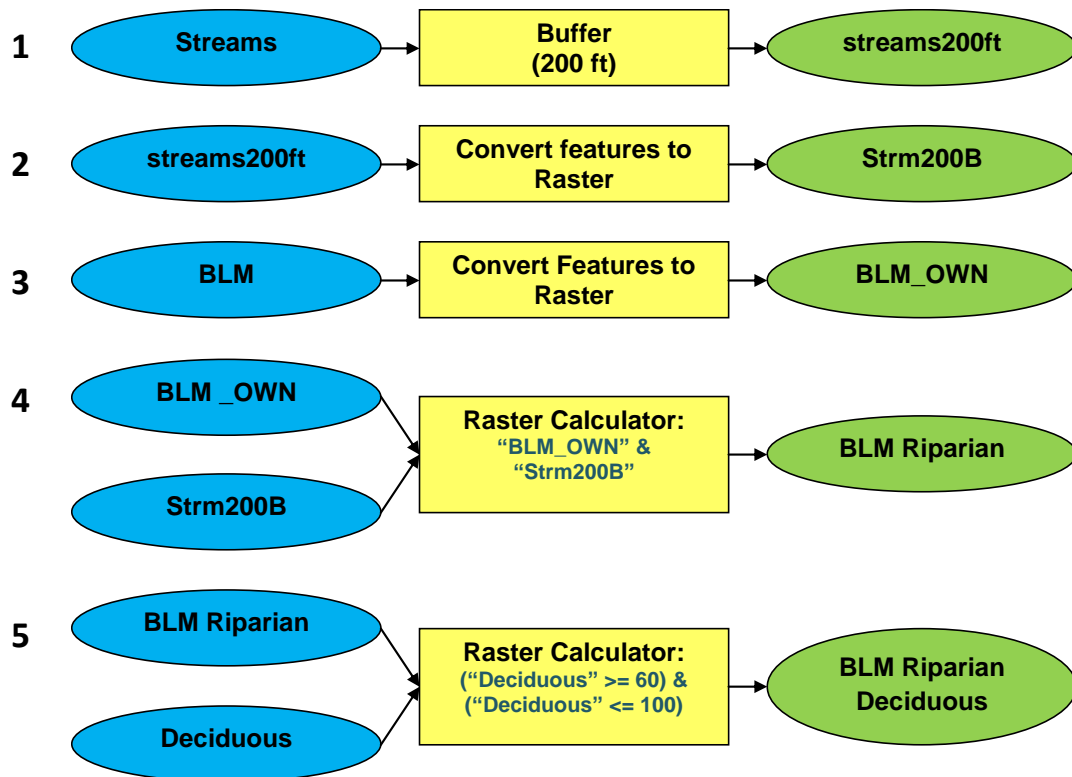 1
Streams
Buffer
(200 ft)
streams200ft
2
streams200ft
Convert features to
Raster
Strm200B
3
BLM
Convert Features to
Raster
BLM_OWN
4
BLM _OWN
Strm200B
Raster Calculator:
“BLM_OWN” &
“Strm200B”
BLM Riparian
5
BLM Riparian
Deciduous
Raster Calculator:
(“Deciduous” >= 60) &
(“Deciduous” <= 100)
BLM Riparian
Deciduous